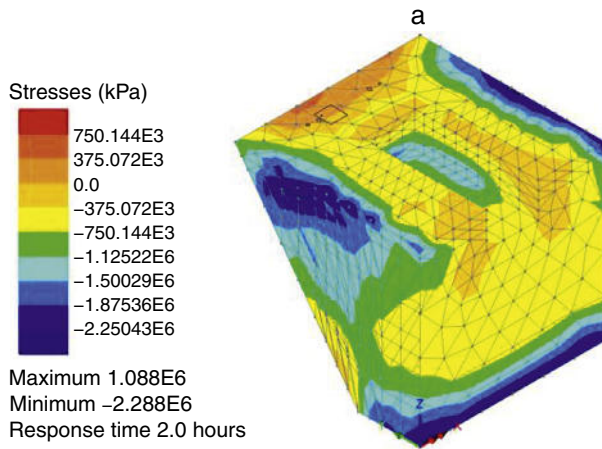 a
Stresses (kPa)
750.144E3
375.072E3
0.0
−375.072E3
−750.144E3
−1.12522E6
−1.50029E6
−1.87536E6
−2.25043E6
Maximum 1.088E6
Minimum −2.288E6
Response time 2.0 hours
Z